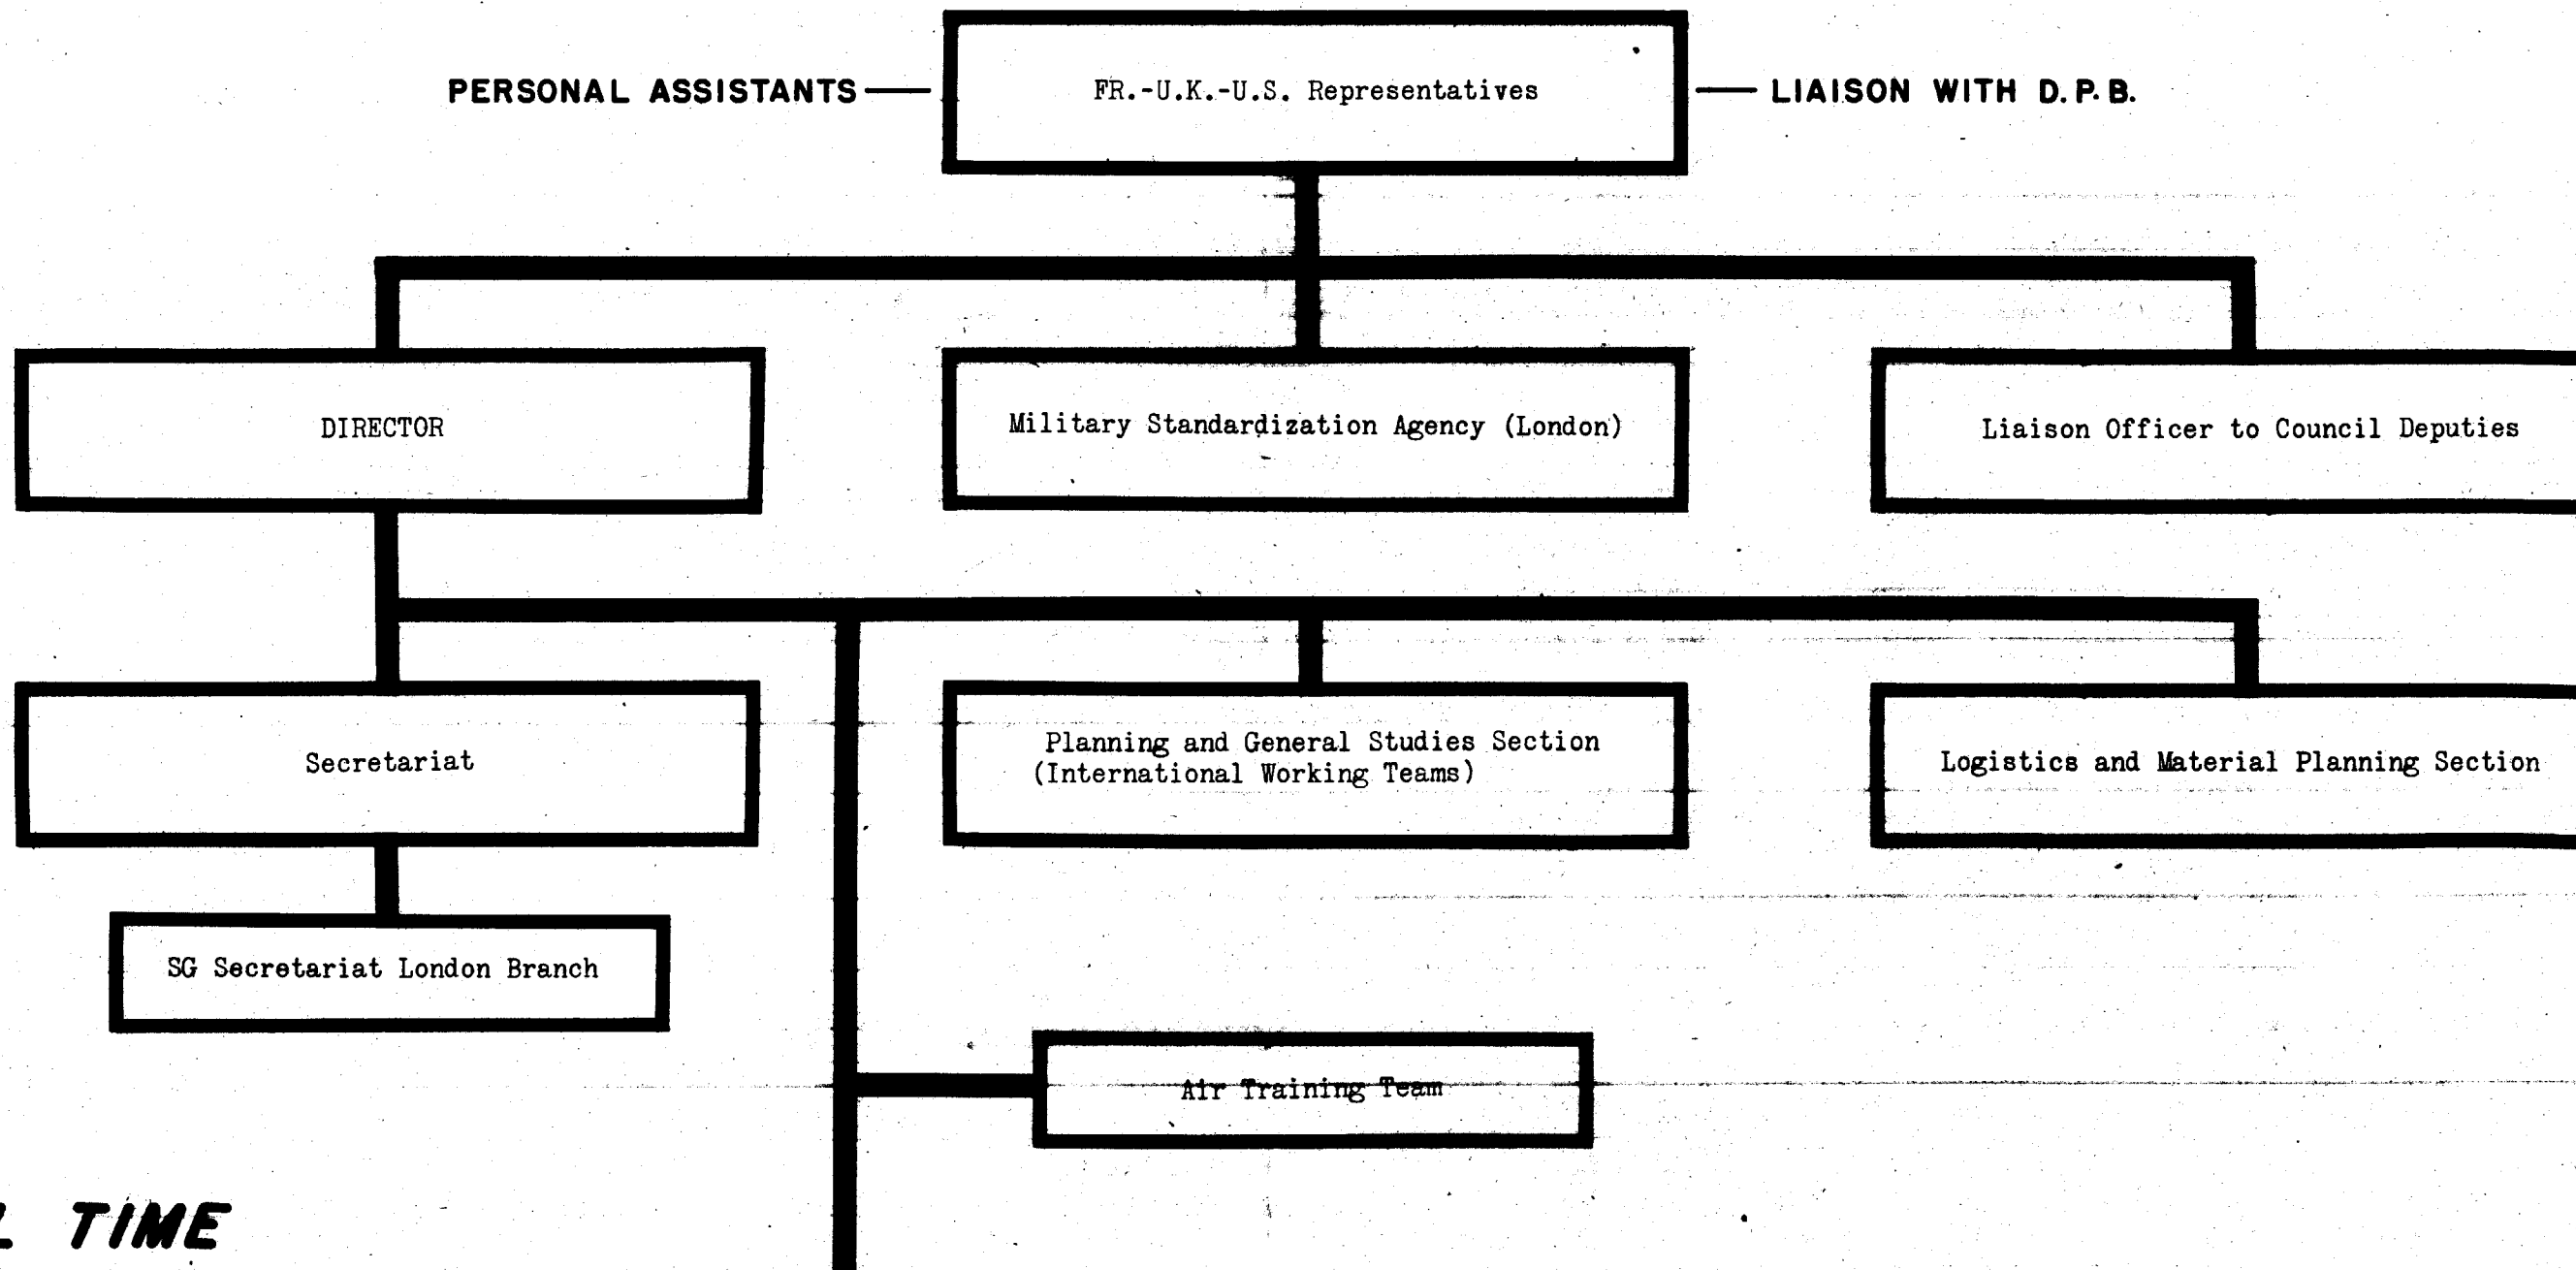 PERSONAL ASSISTANTS
FR.-U.K.-U.S. Representatives
LIAISON WITH D.P.B.
DIRECTOR
Military Standardization Agency (London)
Liaison Officer to Council Deputies
Secretariat
Planning and General Studies Section
(International Working Teams)
Logistics and Material Planning Section
SG Secretariat London Branch
Air Training Team
TIME